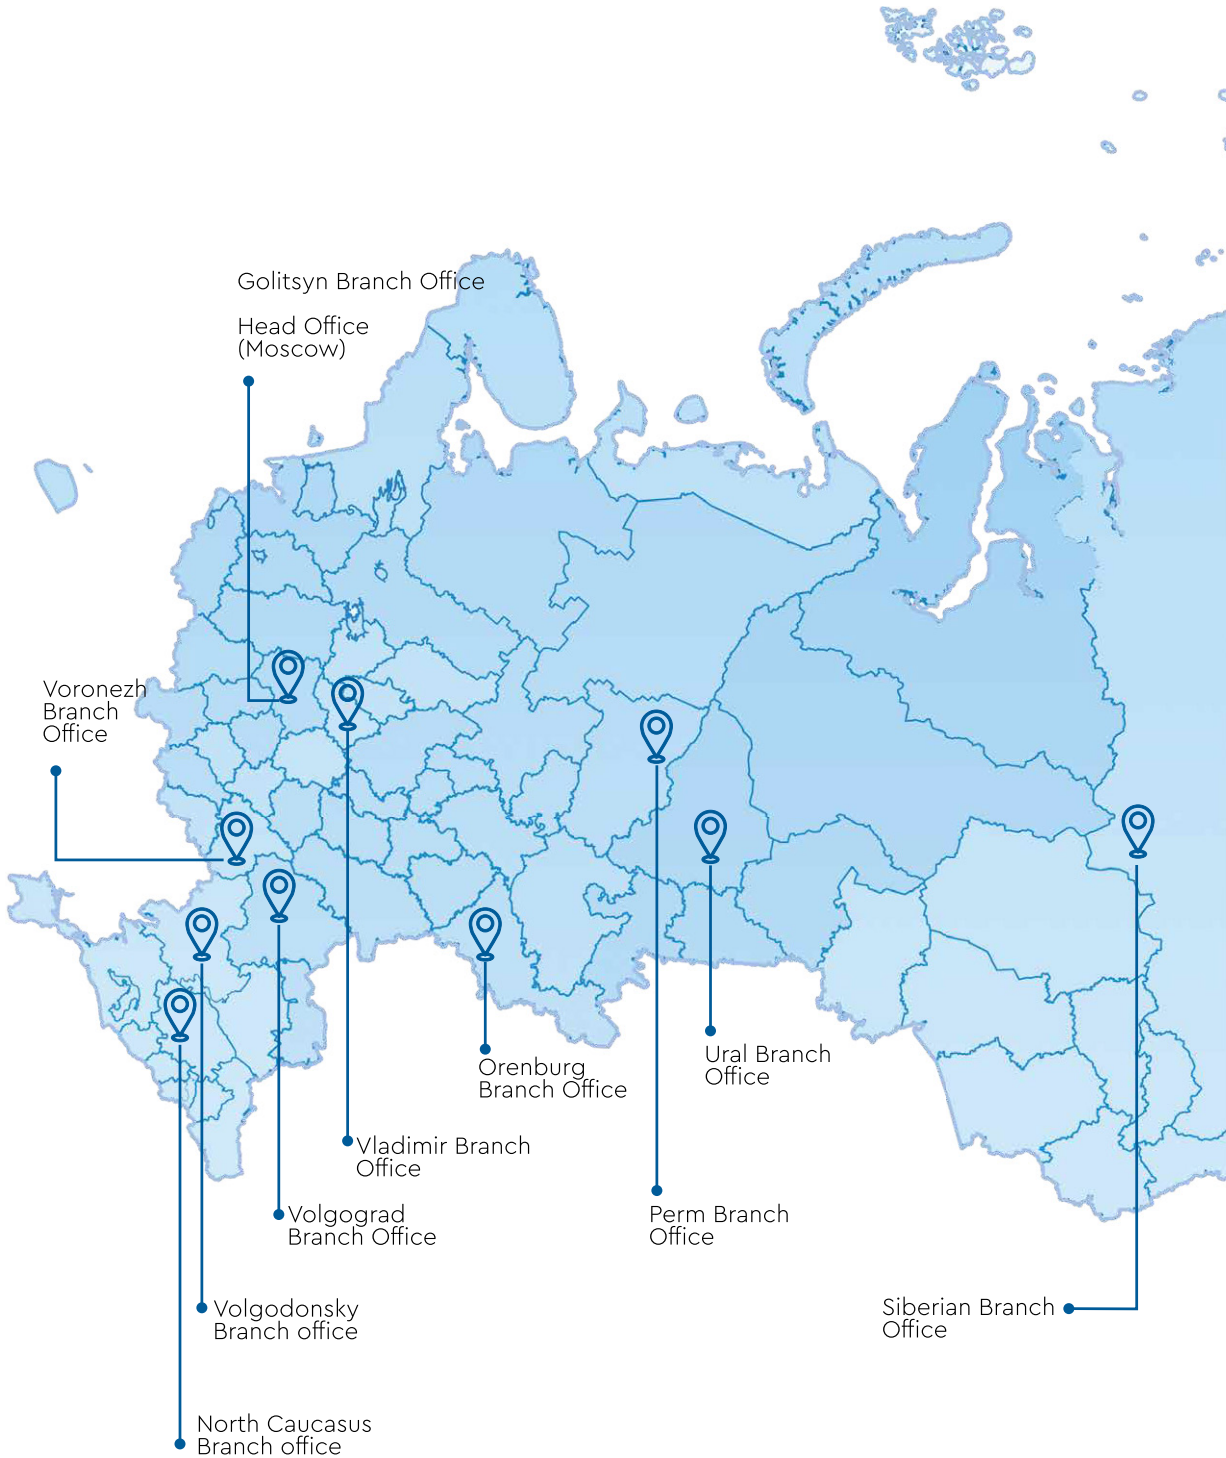 Golitsyn Branch Office
Head Office
(Moscow)
Voronezh
Branch
Office
Ural Branch
Office
Orenburg
Branch Office
Vladimir Branch
Office
Volgograd
Branch Office
Perm Branch
Office
Volgodonsky
Branch office
Siberian Branch
Office
North Caucasus
Branch office